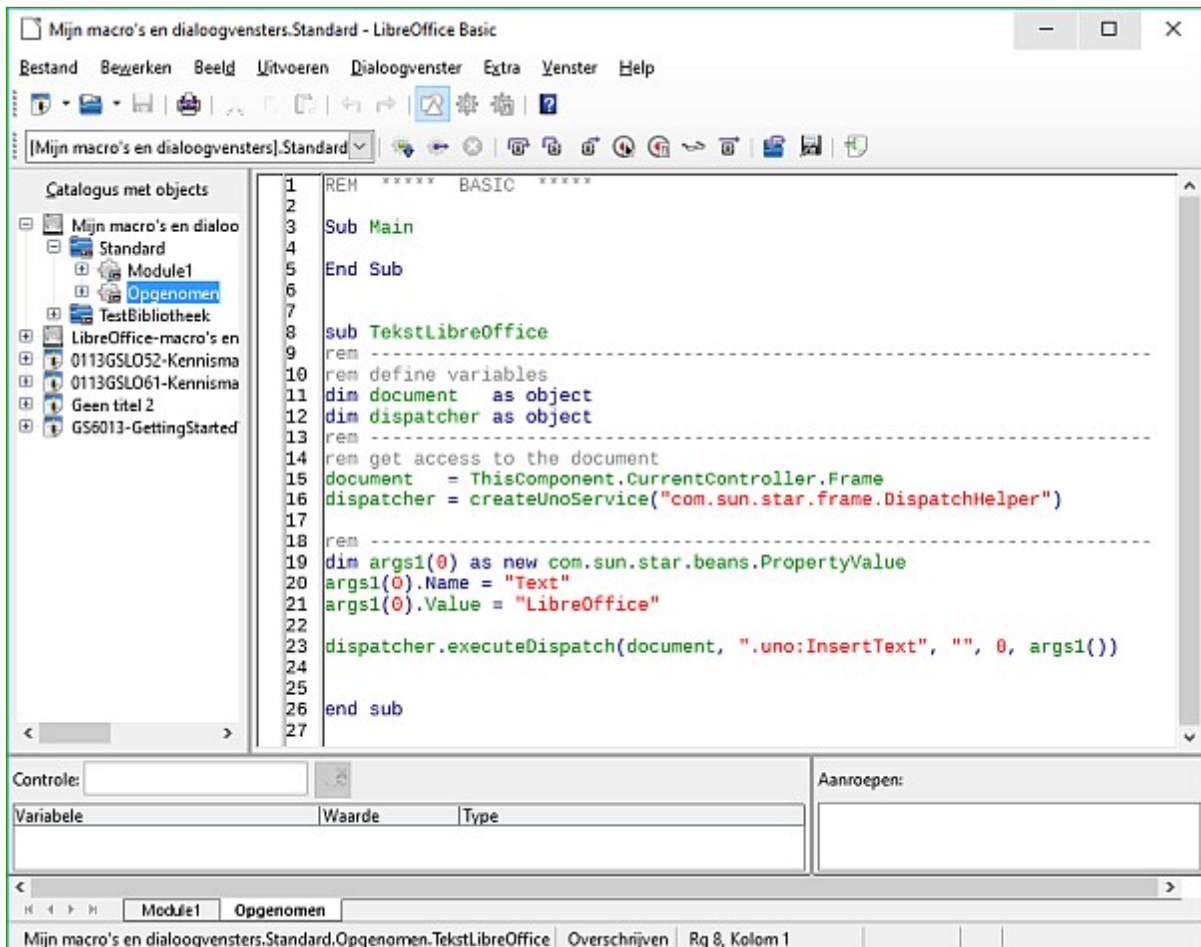 Mijn macro's en dialoogvensters.Standard - LibreOffice Basic
Bestand Bewerken Beeld Uitvoeren Dialoogvenster Extra Venster Help
[Mijn macro's en dialoogvensters].Standard
Catalogus met objects
Mijn macro's en dialoo
Standard
Module1
Opgenomen
TestBibliotheek
LibreOffice-macro's en
0113GSLO52-Kennisma
0113GSLO61-Kennisma
Geen titel 2
GS6013-GettingStarted
1 REM ***** BASIC *****
2
3 Sub Main
4
5 End Sub
6
7
8 sub TekstLibreOffice
9 rem ----------------------------------------------------------------------
10 rem define variables
11 dim document   as object
12 dim dispatcher as object
13 rem ----------------------------------------------------------------------
14 rem get access to the document
15 document   = ThisComponent.CurrentController.Frame
16 dispatcher = createUnoService("com.sun.star.frame.DispatchHelper")
17
18 rem ----------------------------------------------------------------------
19 dim args1(0) as new com.sun.star.beans.PropertyValue
20 args1(0).Name = "Text"
21 args1(0).Value = "LibreOffice"
22
23 dispatcher.executeDispatch(document, ".uno:InsertText", "", 0, args1())
24
25
26 end sub
27
Controle:
Variabele Waarde Type
Aanroepen:
Module1 Opgenomen
Mijn macro's en dialoogvensters.Standard.Opgenomen.TekstLibreOffice Overschrijven Rg 8, Kolom 1